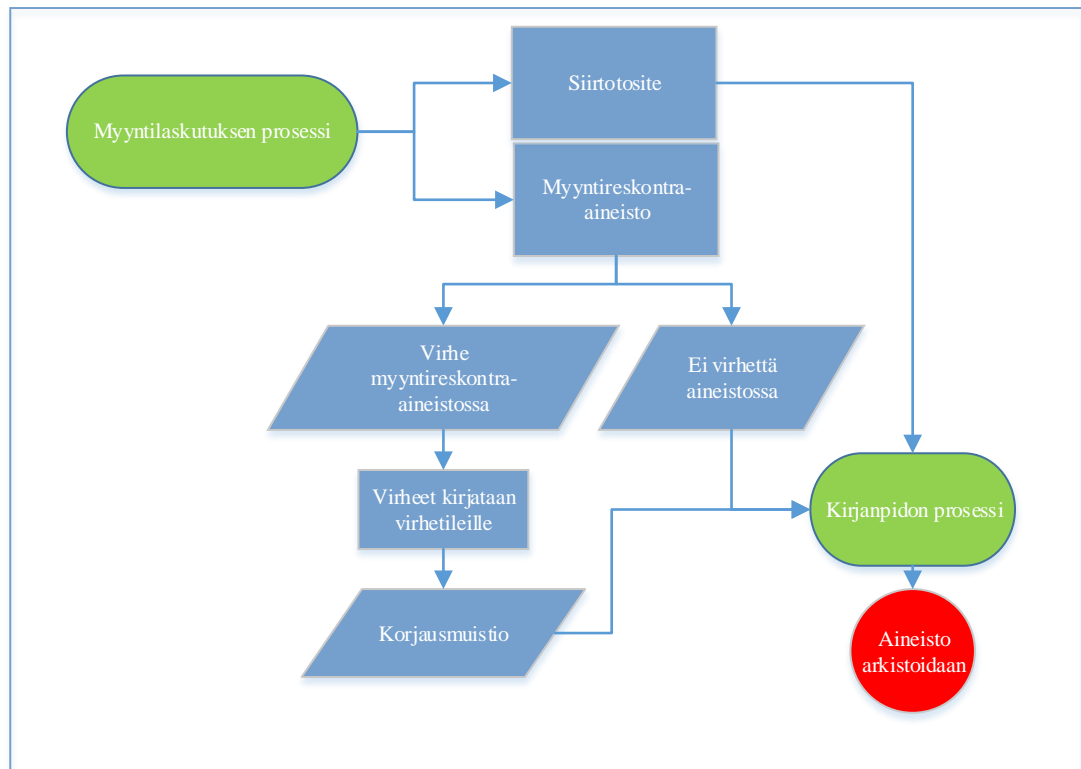 Siirtotosite
Myyntilaskutuksen prosessi
Myyntireskontra-
aineisto
Virhe
myyntireskontra-
aineistossa
Ei virhettä
aineistossa
Virheet kirjataan
virhetileille
Kirjanpidon prosessi
Korjausmuistio
Aineisto
arkistoidaan